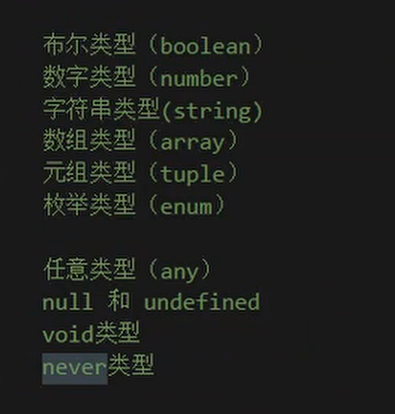 布尔类型（boolean）
数字类型（number）
字符串类型(string)
数组类型（array）
元组类型（tuple）
枚举类型（enum）
任意类型（any）
null 和 undefined
void类型
never类型